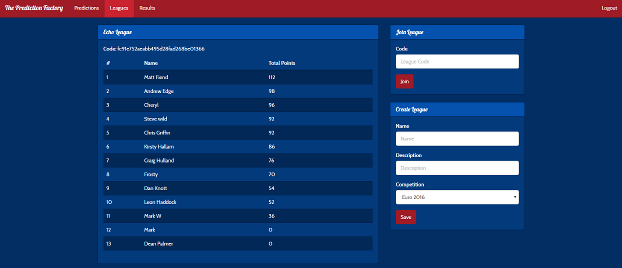 The Prediction Factory Predictions Leagues Results Logout
Echo League
# Name Total Points
1 Matt Fiend 112
2 Andrew Edge 98
3 Cheryl 96
4 Steve wild 92
5 Chris Griffin 92
6 Kirsty Hallam 86
7 Craig Hulland 76
8 Frosty 70
9 Dan Knott 54
10 Leon Haddock 52
11 Mark W 36
12 Mark 0
13 Dean Palmer 0
Join League
Code
League Code
Join
Create League
Name
Name
Description
Description
Competition
Euro 2016
Save